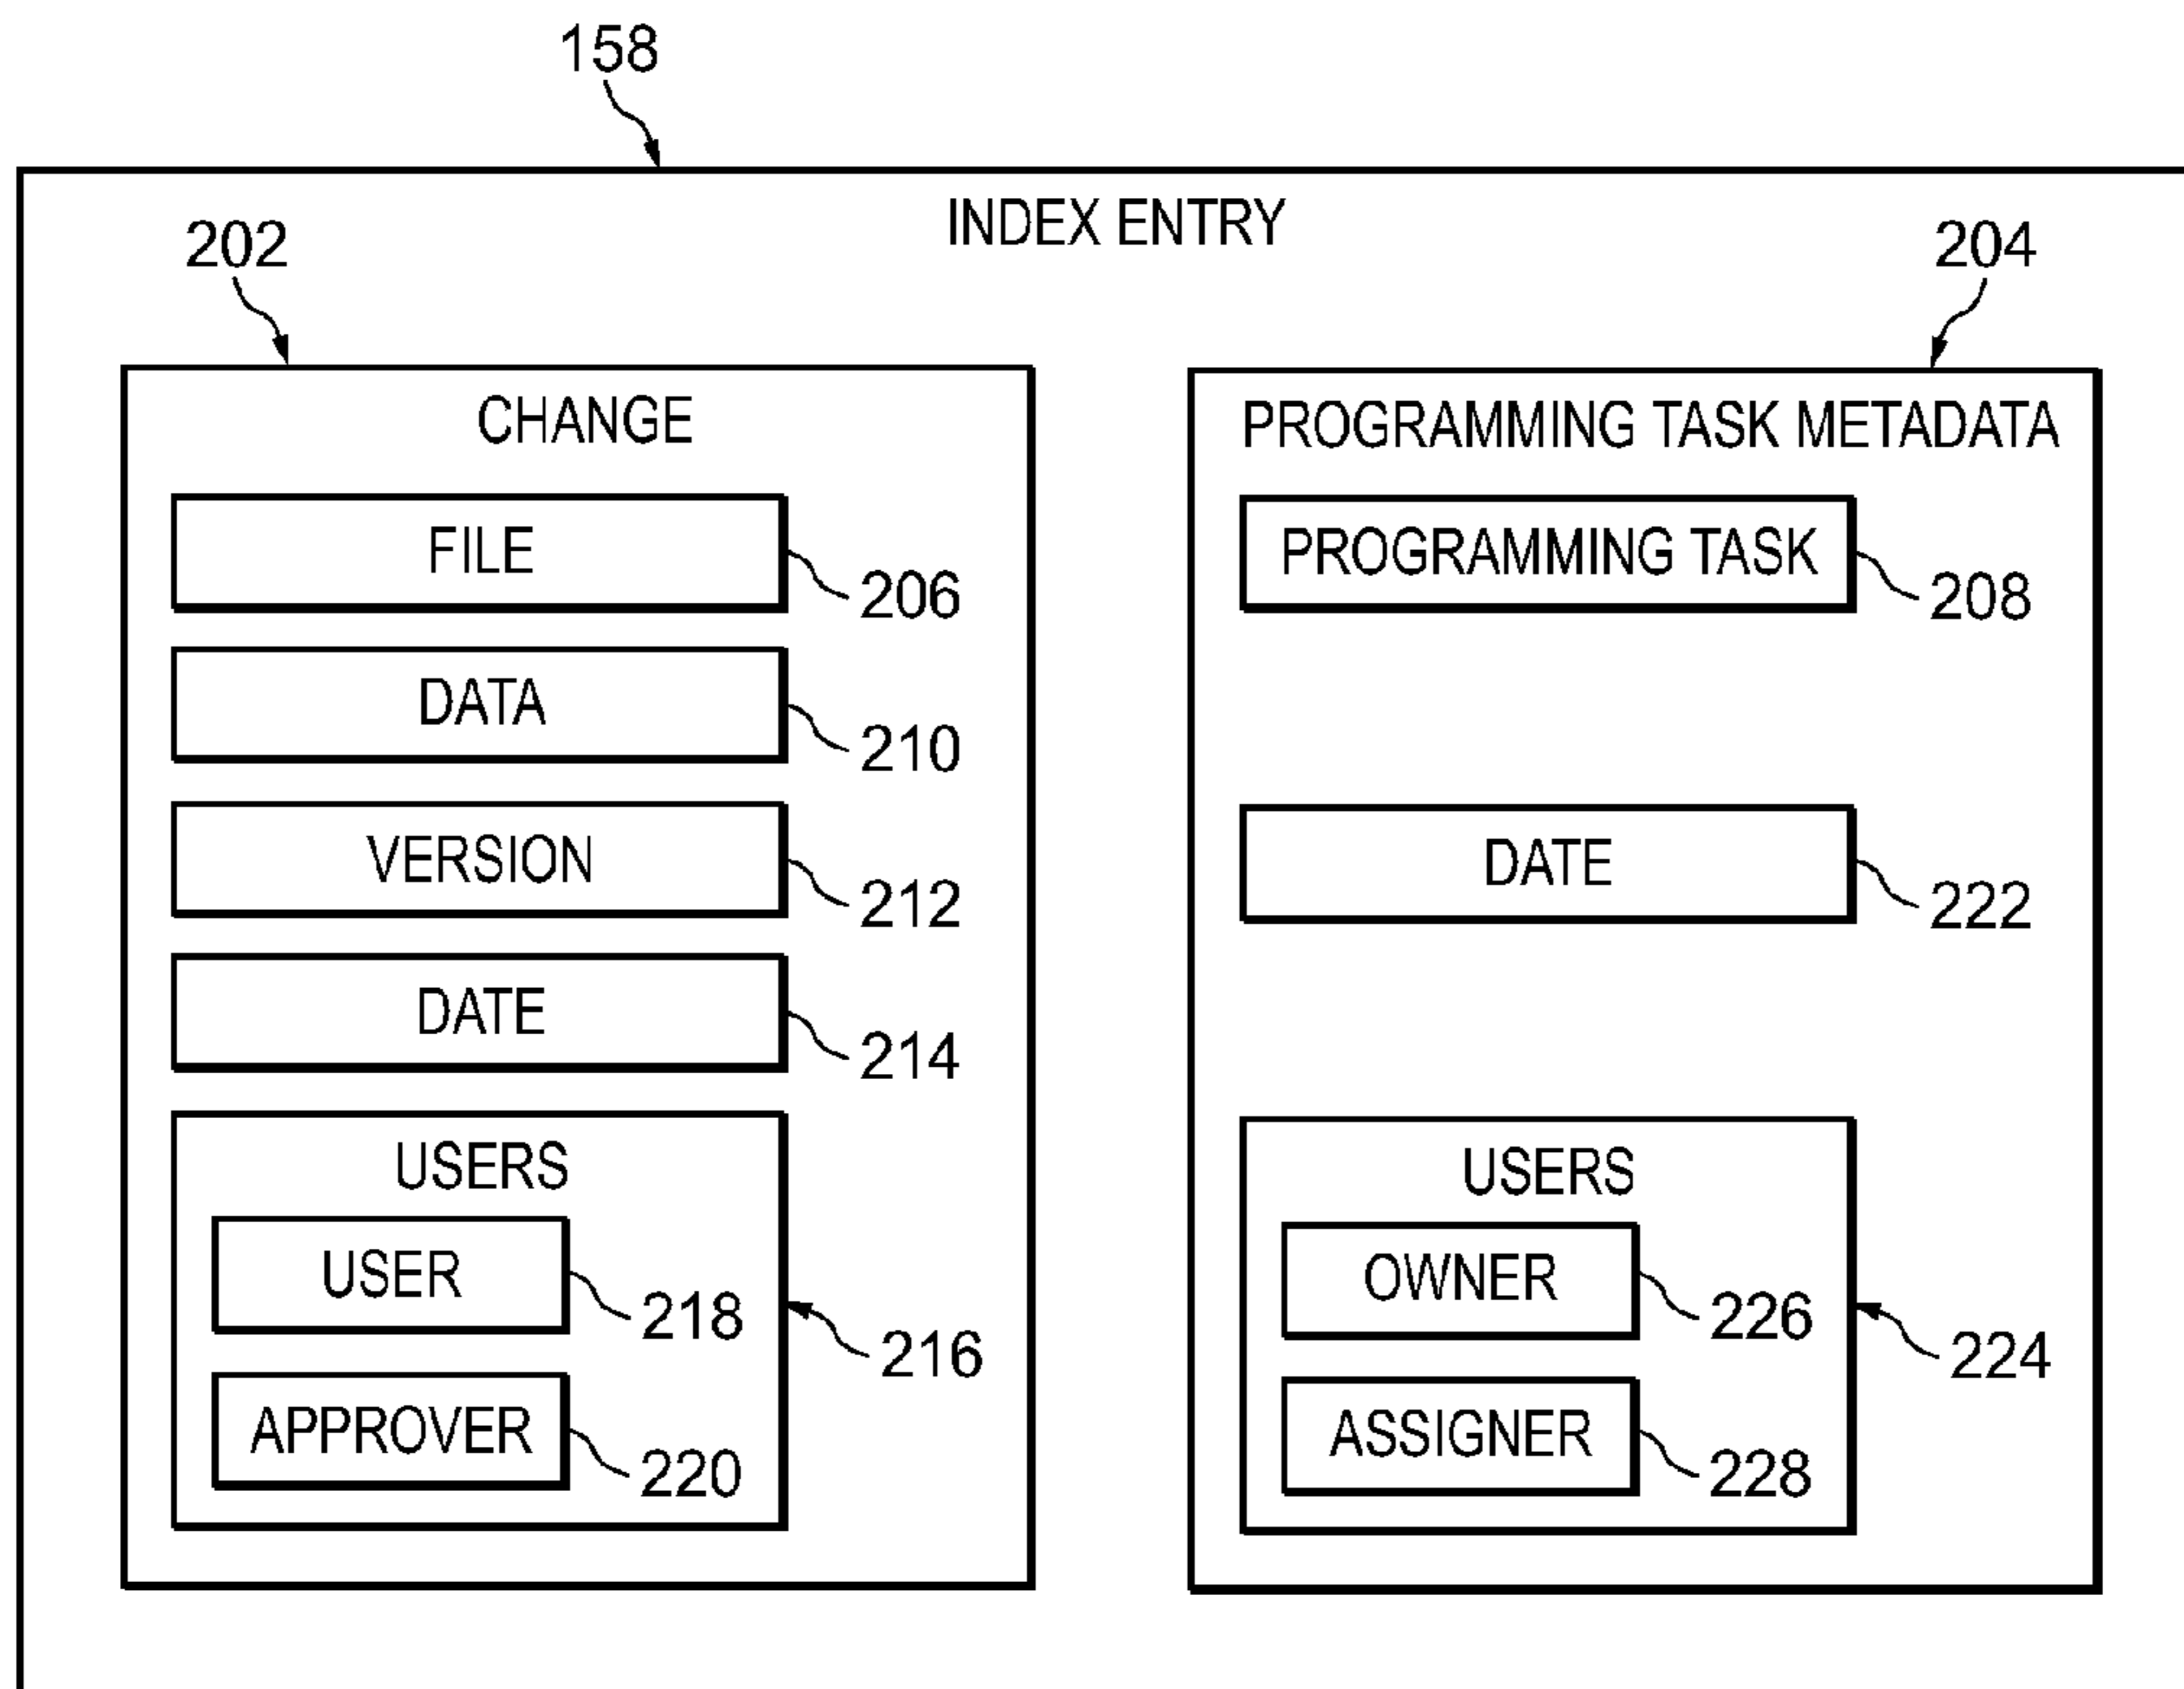 158
INDEX ENTRY
202
204
CHANGE
FILE
206
DATA
210
VERSION
212
DATE
214
USERS
USER
218
APPROVER
220
216
PROGRAMMING TASK METADATA
PROGRAMMING TASK
208
DATE
222
USERS
OWNER
226
ASSIGNER
228
224